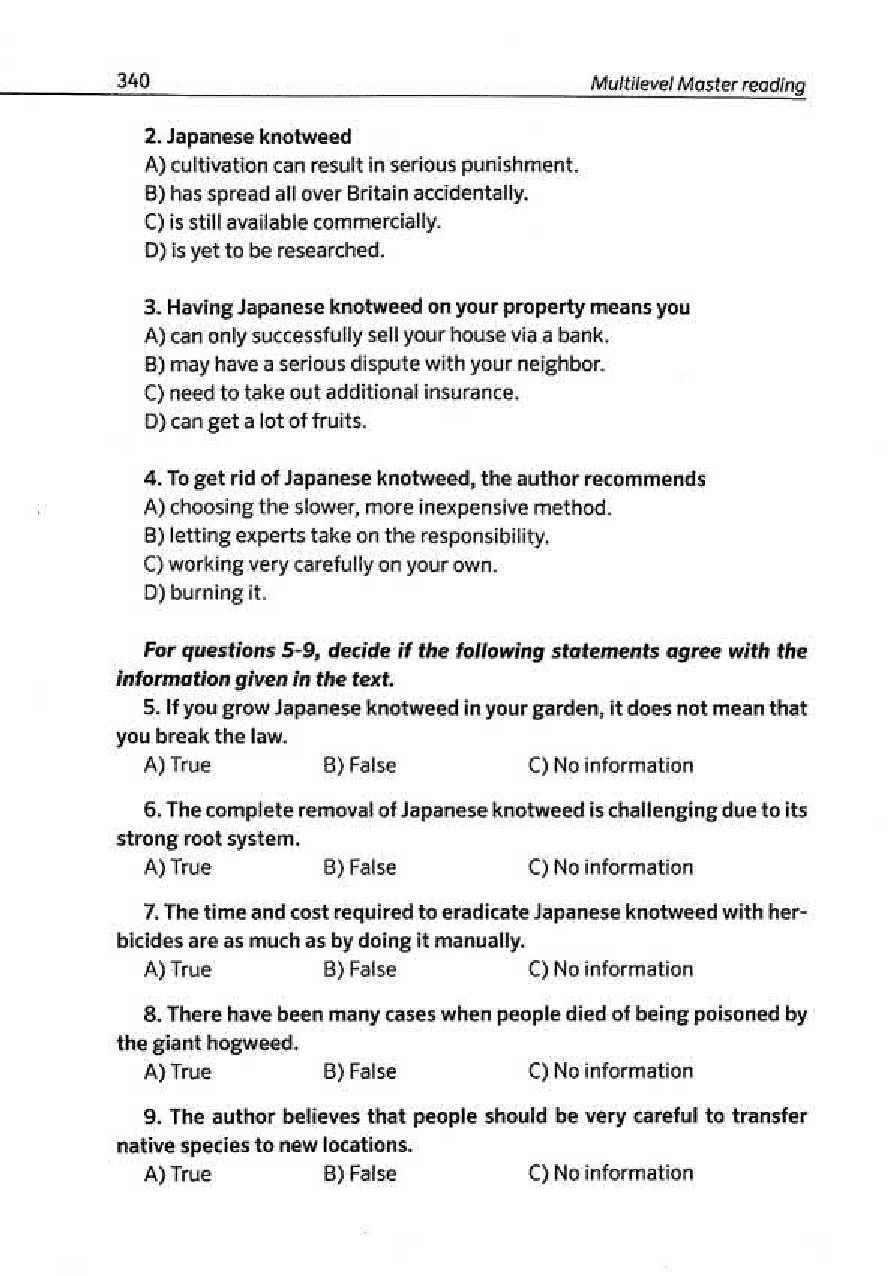 340
Multilevel Master reading
2. Japanese knotweed
A) cultivation can result in serious punishment.
B) has spread all over Britain accidentally.
C) is still available commercially.
D) is yet to be researched.
3. Having Japanese knotweed on your property means you
A) can only successfully sell your house via a bank.
B) may have a serious dispute with your neighbor.
C) need to take out additional insurance.
D) can get a lot of fruits.
4. To get rid of Japanese knotweed, the author recommends
A) choosing the slower, more inexpensive method.
B) letting experts take on the responsibility.
C) working very carefully on your own.
D) burning it.
For questions 5-9, decide if the following statements agree with the
information given in the text.
5. If you grow Japanese knotweed in your garden, it does not mean that
you break the law.
A) True B) False C) No information
6. The complete removal of Japanese knotweed is challenging due to its
strong root system.
A) True B) False C) No information
7. The time and cost required to eradicate Japanese knotweed with her-
bicides are as much as by doing it manually.
A) True B) False C) No information
8. There have been many cases when people died of being poisoned by
the giant hogweed.
A) True B) False C) No information
9. The author believes that people should be very careful to transfer
native species to new locations.
A) True B) False C) No information